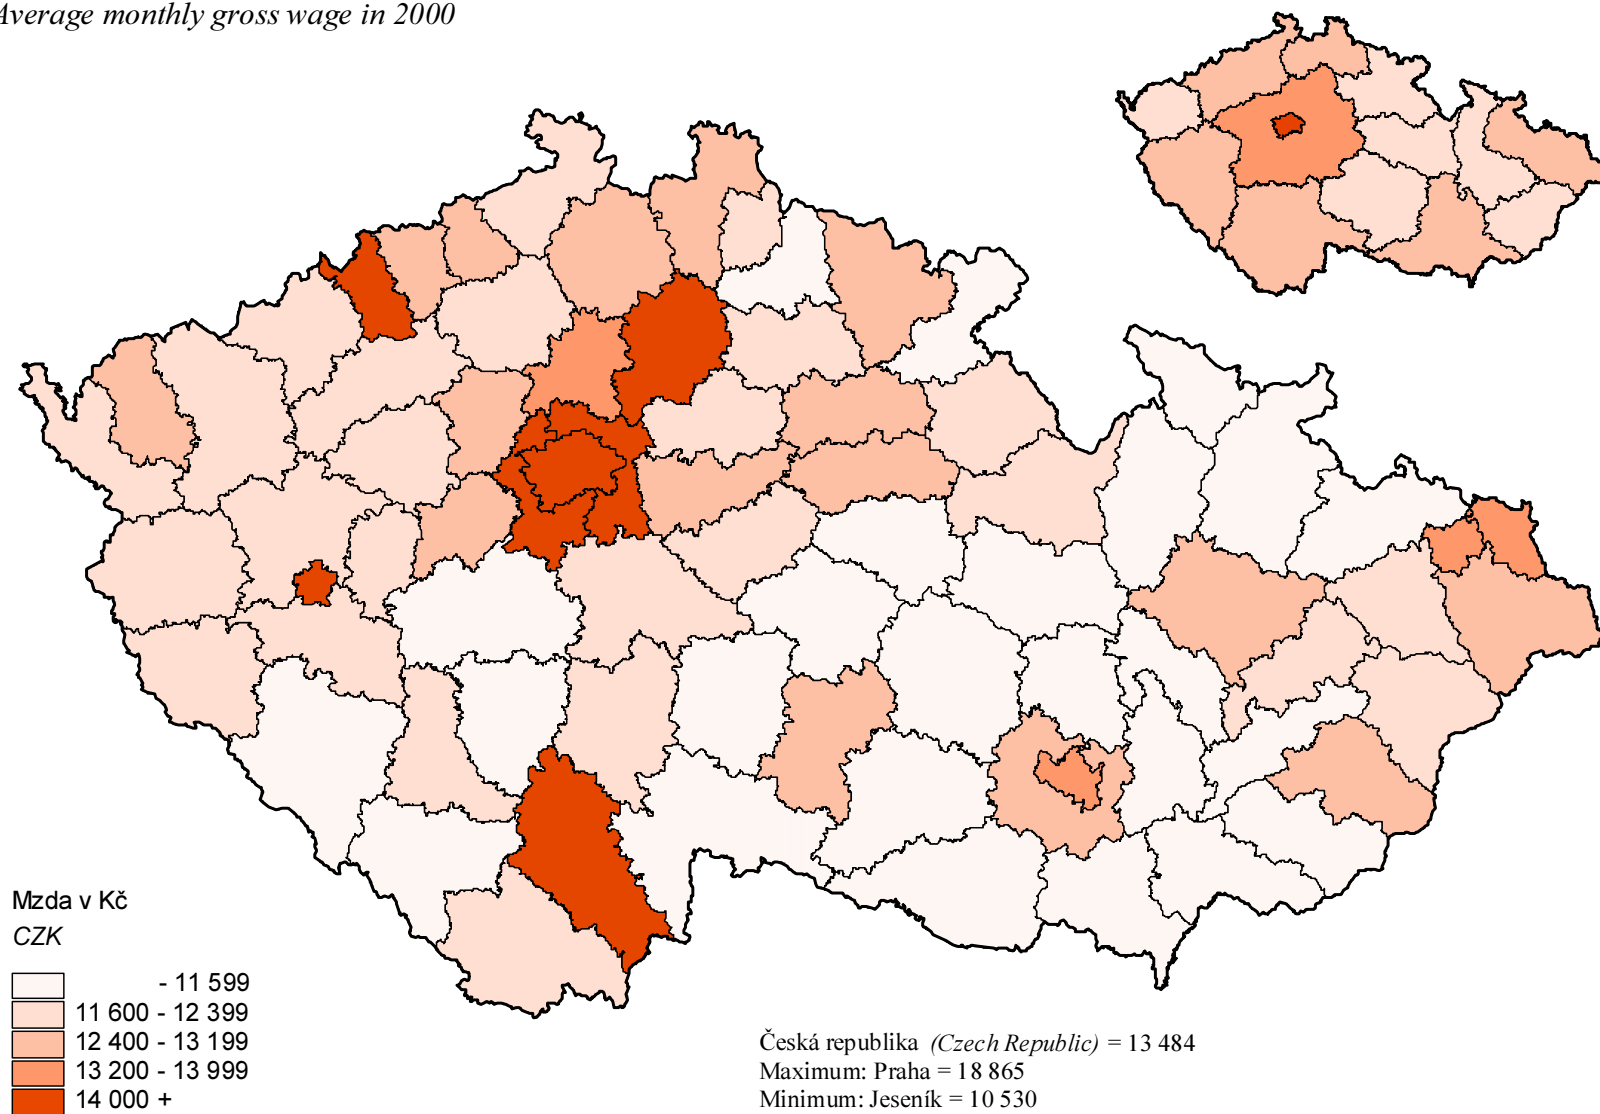 Average monthly gross wage in 2000
Mzda v Kč
CZK
- 11 599
11 600 - 12 399
12 400 - 13 199
13 200 - 13 999
14 000 +
Česká republika (Czech Republic) = 13 484
Maximum: Praha = 18 865
Minimum: Jeseník = 10 530